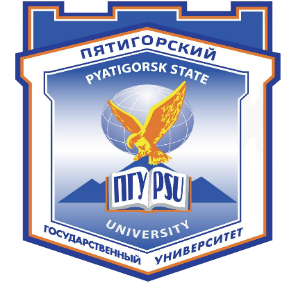 ПЯТИГОРСКИЙ
PYATIGORSK STATE
ПГУ PSU
UNIVERSITY
ГОСУДАРСТВЕННЫЙ УНИВЕРСИТЕТ